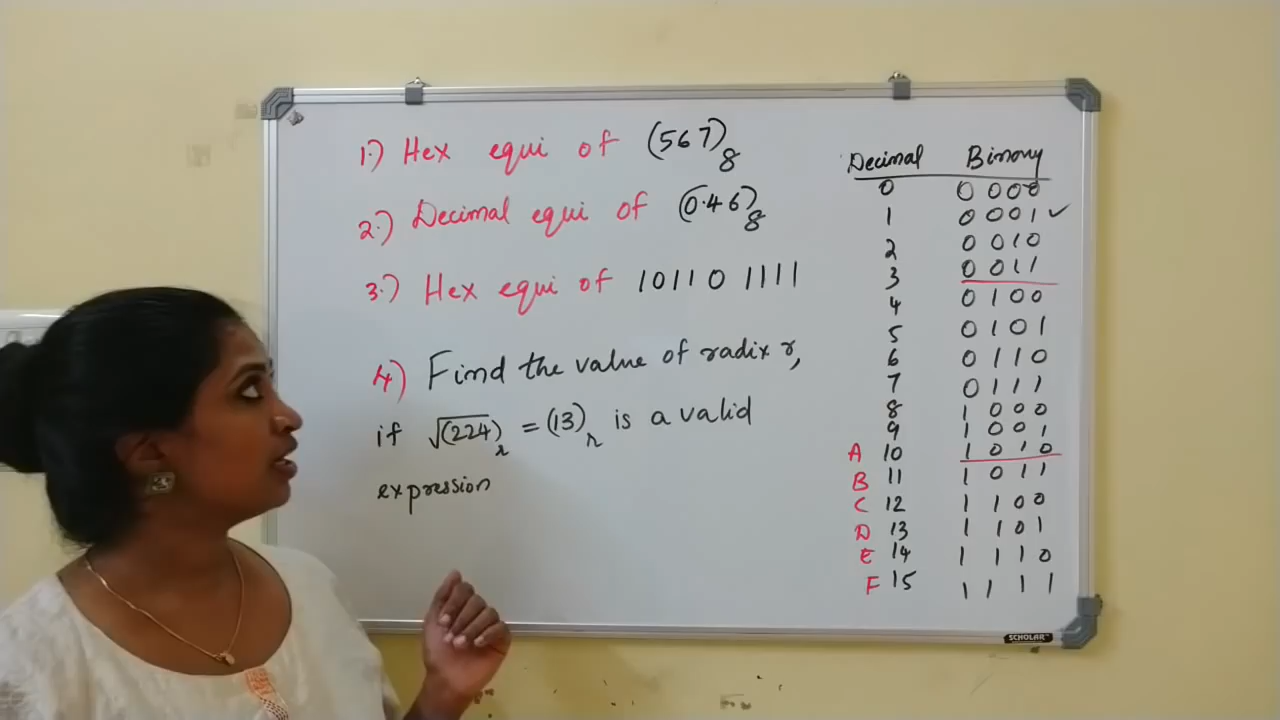 1.) Hex equi of (567)8
2.) Decimal equi of (0.46)8
3.) Hex equi of 101101111
4) Find the value of radix r,
if √(224)r = (13)r is a valid
expression
Decimal Binary
0 0000
1 0001 ✓
2 0010
3 0011
4 0100
5 0101
6 0110
7 0111
8 1000
9 1001
A 10 1010
B 11 1011
C 12 1100
D 13 1101
E 14 1110
F 15 1111
SCHOLAR